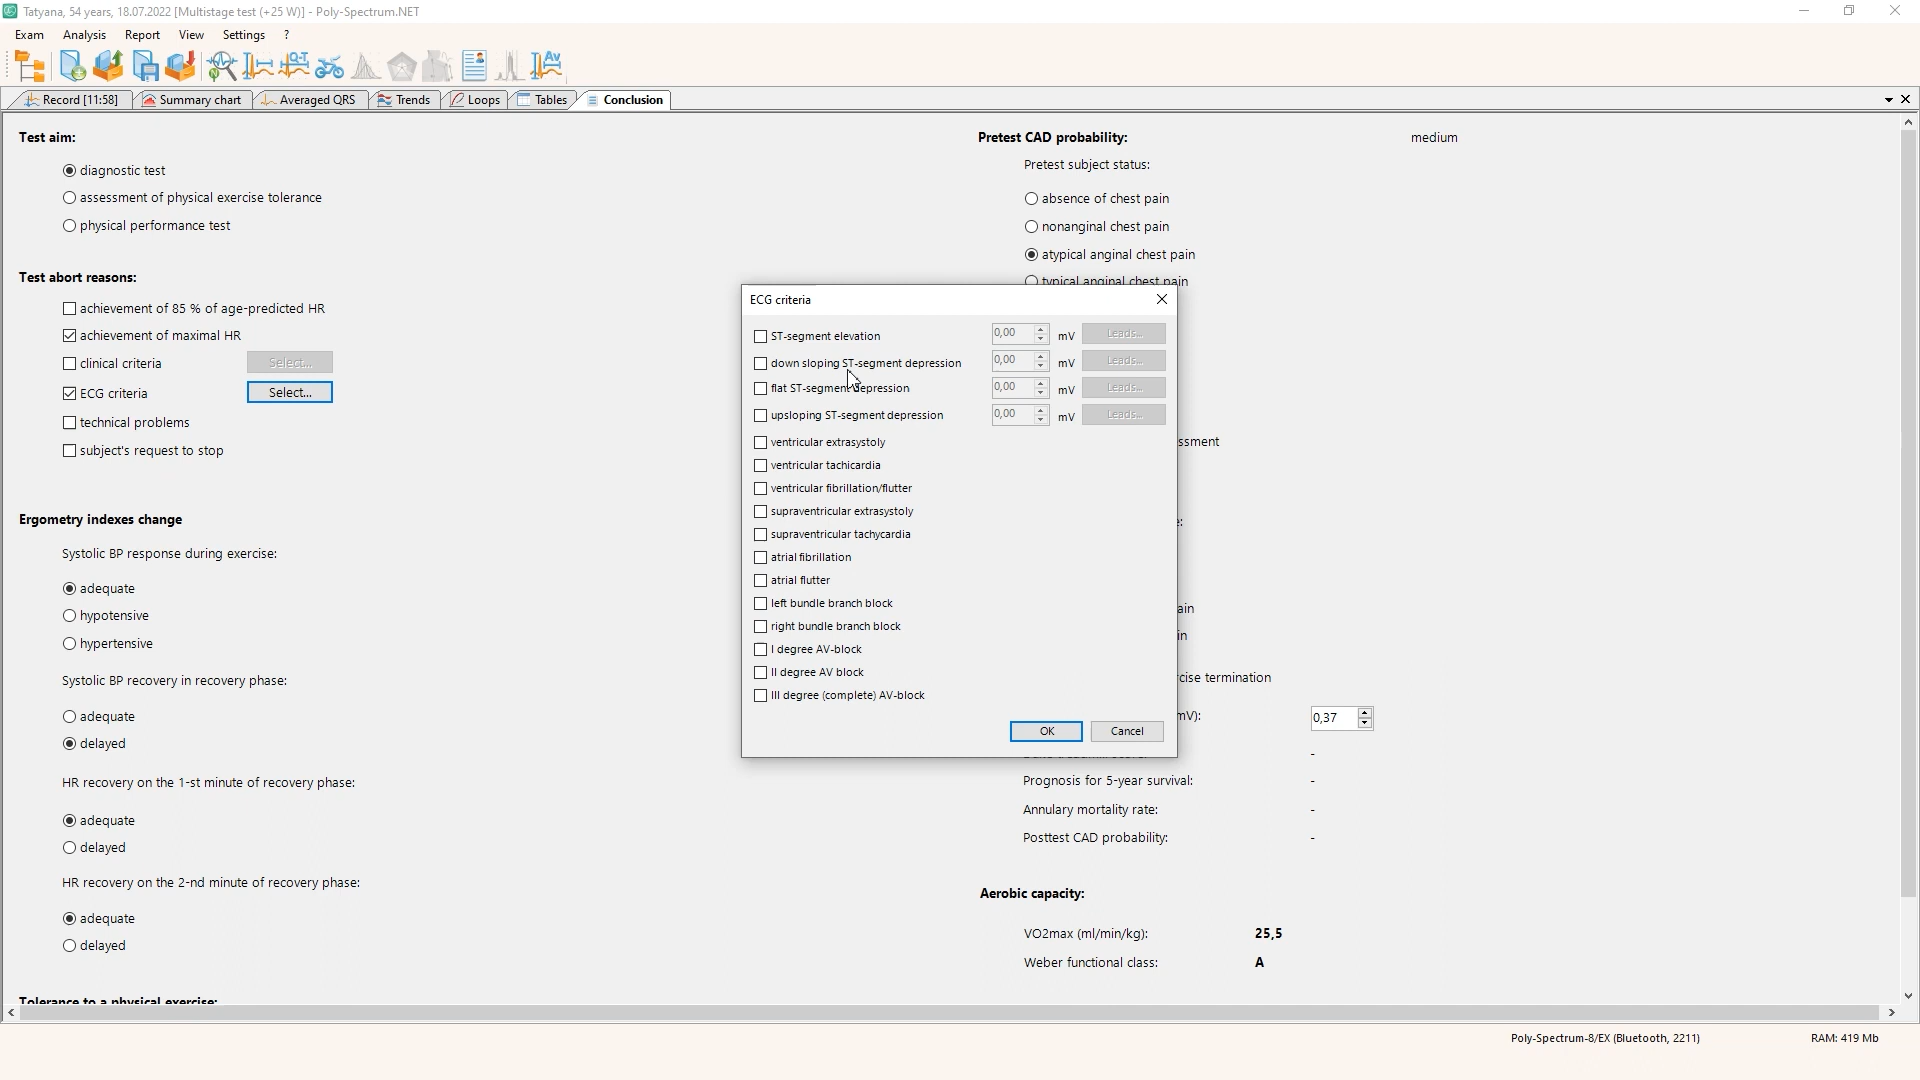 Tatyana, 54 years, 18.07.2022 [Multistage test (+25 W)] - Poly-Spectrum.NET
Exam Analysis Report View Settings ?
Record [11:58] Summary chart Averaged QRS Trends Loops Tables Conclusion
Test aim:
diagnostic test
assessment of physical exercise tolerance
physical performance test
Test abort reasons:
achievement of 85 % of age-predicted HR
achievement of maximal HR
clinical criteria Select...
ECG criteria Select...
technical problems
subject's request to stop
Ergometry indexes change
Systolic BP response during exercise:
adequate
hypotensive
hypertensive
Systolic BP recovery in recovery phase:
adequate
delayed
HR recovery on the 1-st minute of recovery phase:
adequate
delayed
HR recovery on the 2-nd minute of recovery phase:
adequate
delayed
Tolerance to a physical exercise:
Pretest CAD probability: medium
Pretest subject status:
absence of chest pain
nonanginal chest pain
atypical anginal chest pain
typical anginal chest pain
ECG criteria
ST-segment elevation 0,00 mV Leads...
down sloping ST-segment depression 0,00 mV Leads...
flat ST-segment depression 0,00 mV Leads...
upsloping ST-segment depression 0,00 mV Leads...
ventricular extrasystoly
ventricular tachicardia
ventricular fibrillation/flutter
supraventricular extrasystoly
supraventricular tachycardia
atrial fibrillation
atrial flutter
left bundle branch block
right bundle branch block
I degree AV-block
II degree AV block
III degree (complete) AV-block
OK Cancel
ssment
e:
ain
in
cise termination
mV): 0,37
-
Prognosis for 5-year survival: -
Annulary mortality rate: -
Posttest CAD probability: -
Aerobic capacity:
VO2max (ml/min/kg): 25,5
Weber functional class: A
Poly-Spectrum-8/EX (Bluetooth, 2211) RAM: 419 Mb